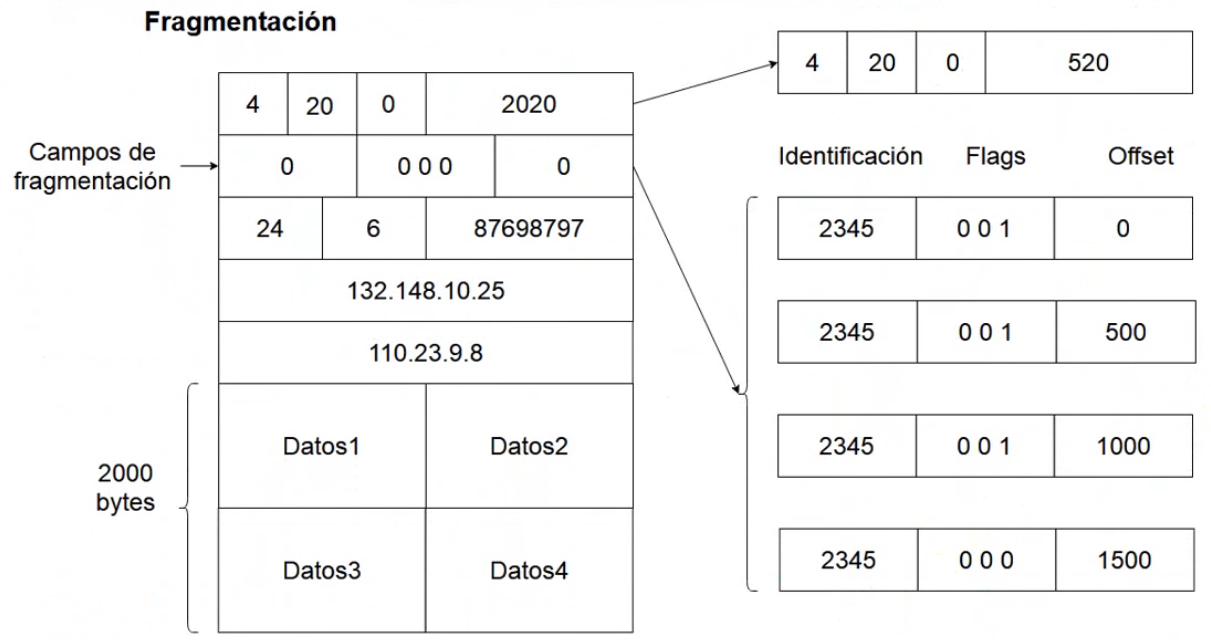 Fragmentación
4 20 0 2020
Campos de
fragmentación
0 0 0 0 0
24 6 87698797
132.148.10.25
110.23.9.8
2000
bytes
Datos1 Datos2
Datos3 Datos4
4 20 0 520
Identificación Flags Offset
2345 0 0 1 0
2345 0 0 1 500
2345 0 0 1 1000
2345 0 0 0 1500